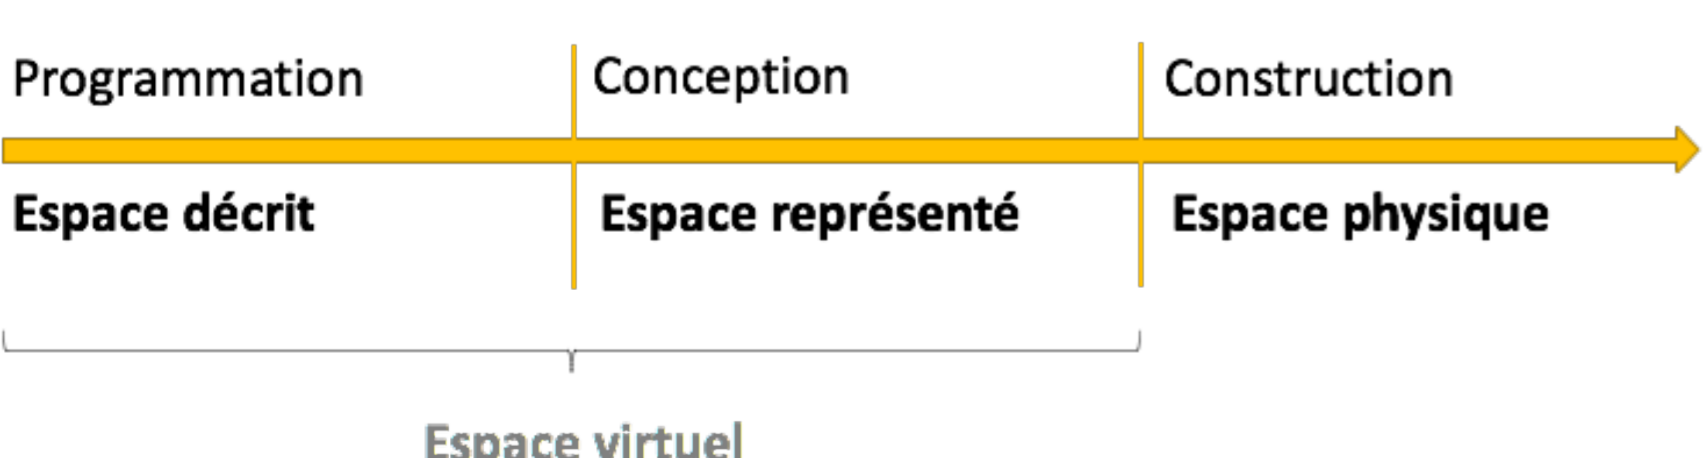 Programmation Conception Construction
Espace décrit Espace représenté Espace physique
Espace virtuel